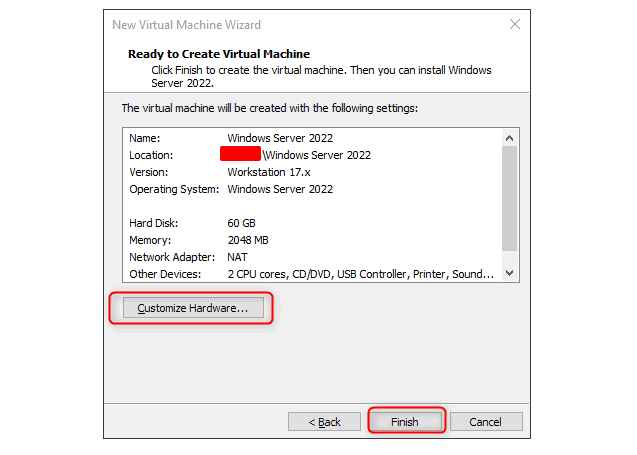 New Virtual Machine Wizard
Ready to Create Virtual Machine
Click Finish to create the virtual machine. Then you can install Windows
Server 2022.
The virtual machine will be created with the following settings:
Name: Windows Server 2022
Location: \Windows Server 2022
Version: Workstation 17.x
Operating System: Windows Server 2022
Hard Disk: 60 GB
Memory: 2048 MB
Network Adapter: NAT
Other Devices: 2 CPU cores, CD/DVD, USB Controller, Printer, Sound...
Customize Hardware...
< Back
Finish
Cancel